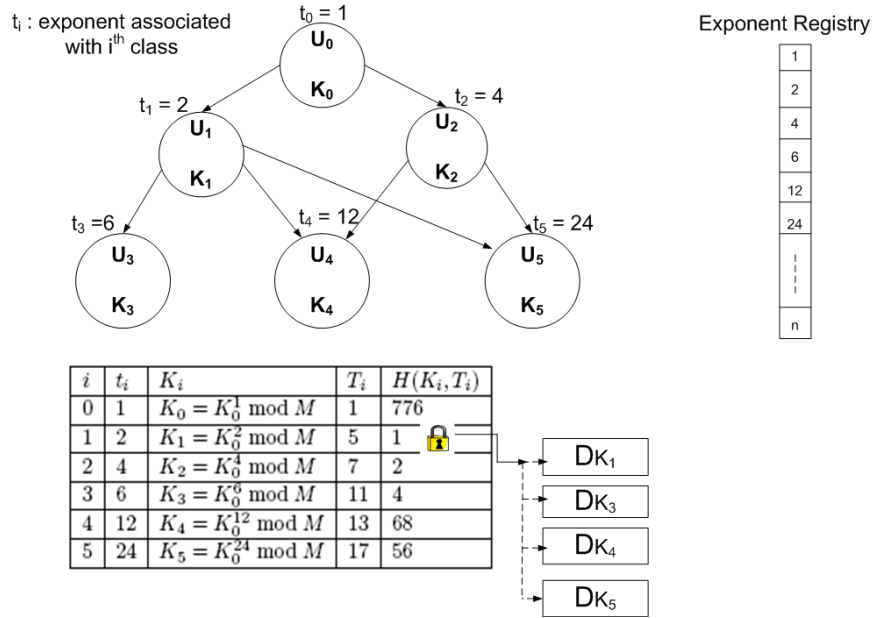 tᵢ : exponent associated
with iᵗʰ class
t₀ = 1
U₀
K₀
Exponent Registry
1
2
4
6
12
24
n
t₁ = 2
U₁
K₁
t₂ = 4
U₂
K₂
t₃ =6
U₃
K₃
t₄ = 12
U₄
K₄
t₅ = 24
U₅
K₅
i tᵢ Kᵢ Tᵢ H(Kᵢ,Tᵢ)
0 1 K₀ = K₀¹ mod M 1 776
1 2 K₁ = K₀² mod M 5 1
2 4 K₂ = K₀⁴ mod M 7 2
3 6 K₃ = K₀⁶ mod M 11 4
4 12 K₄ = K₀¹² mod M 13 68
5 24 K₅ = K₀²⁴ mod M 17 56
DK₁
DK₃
DK₄
DK₅